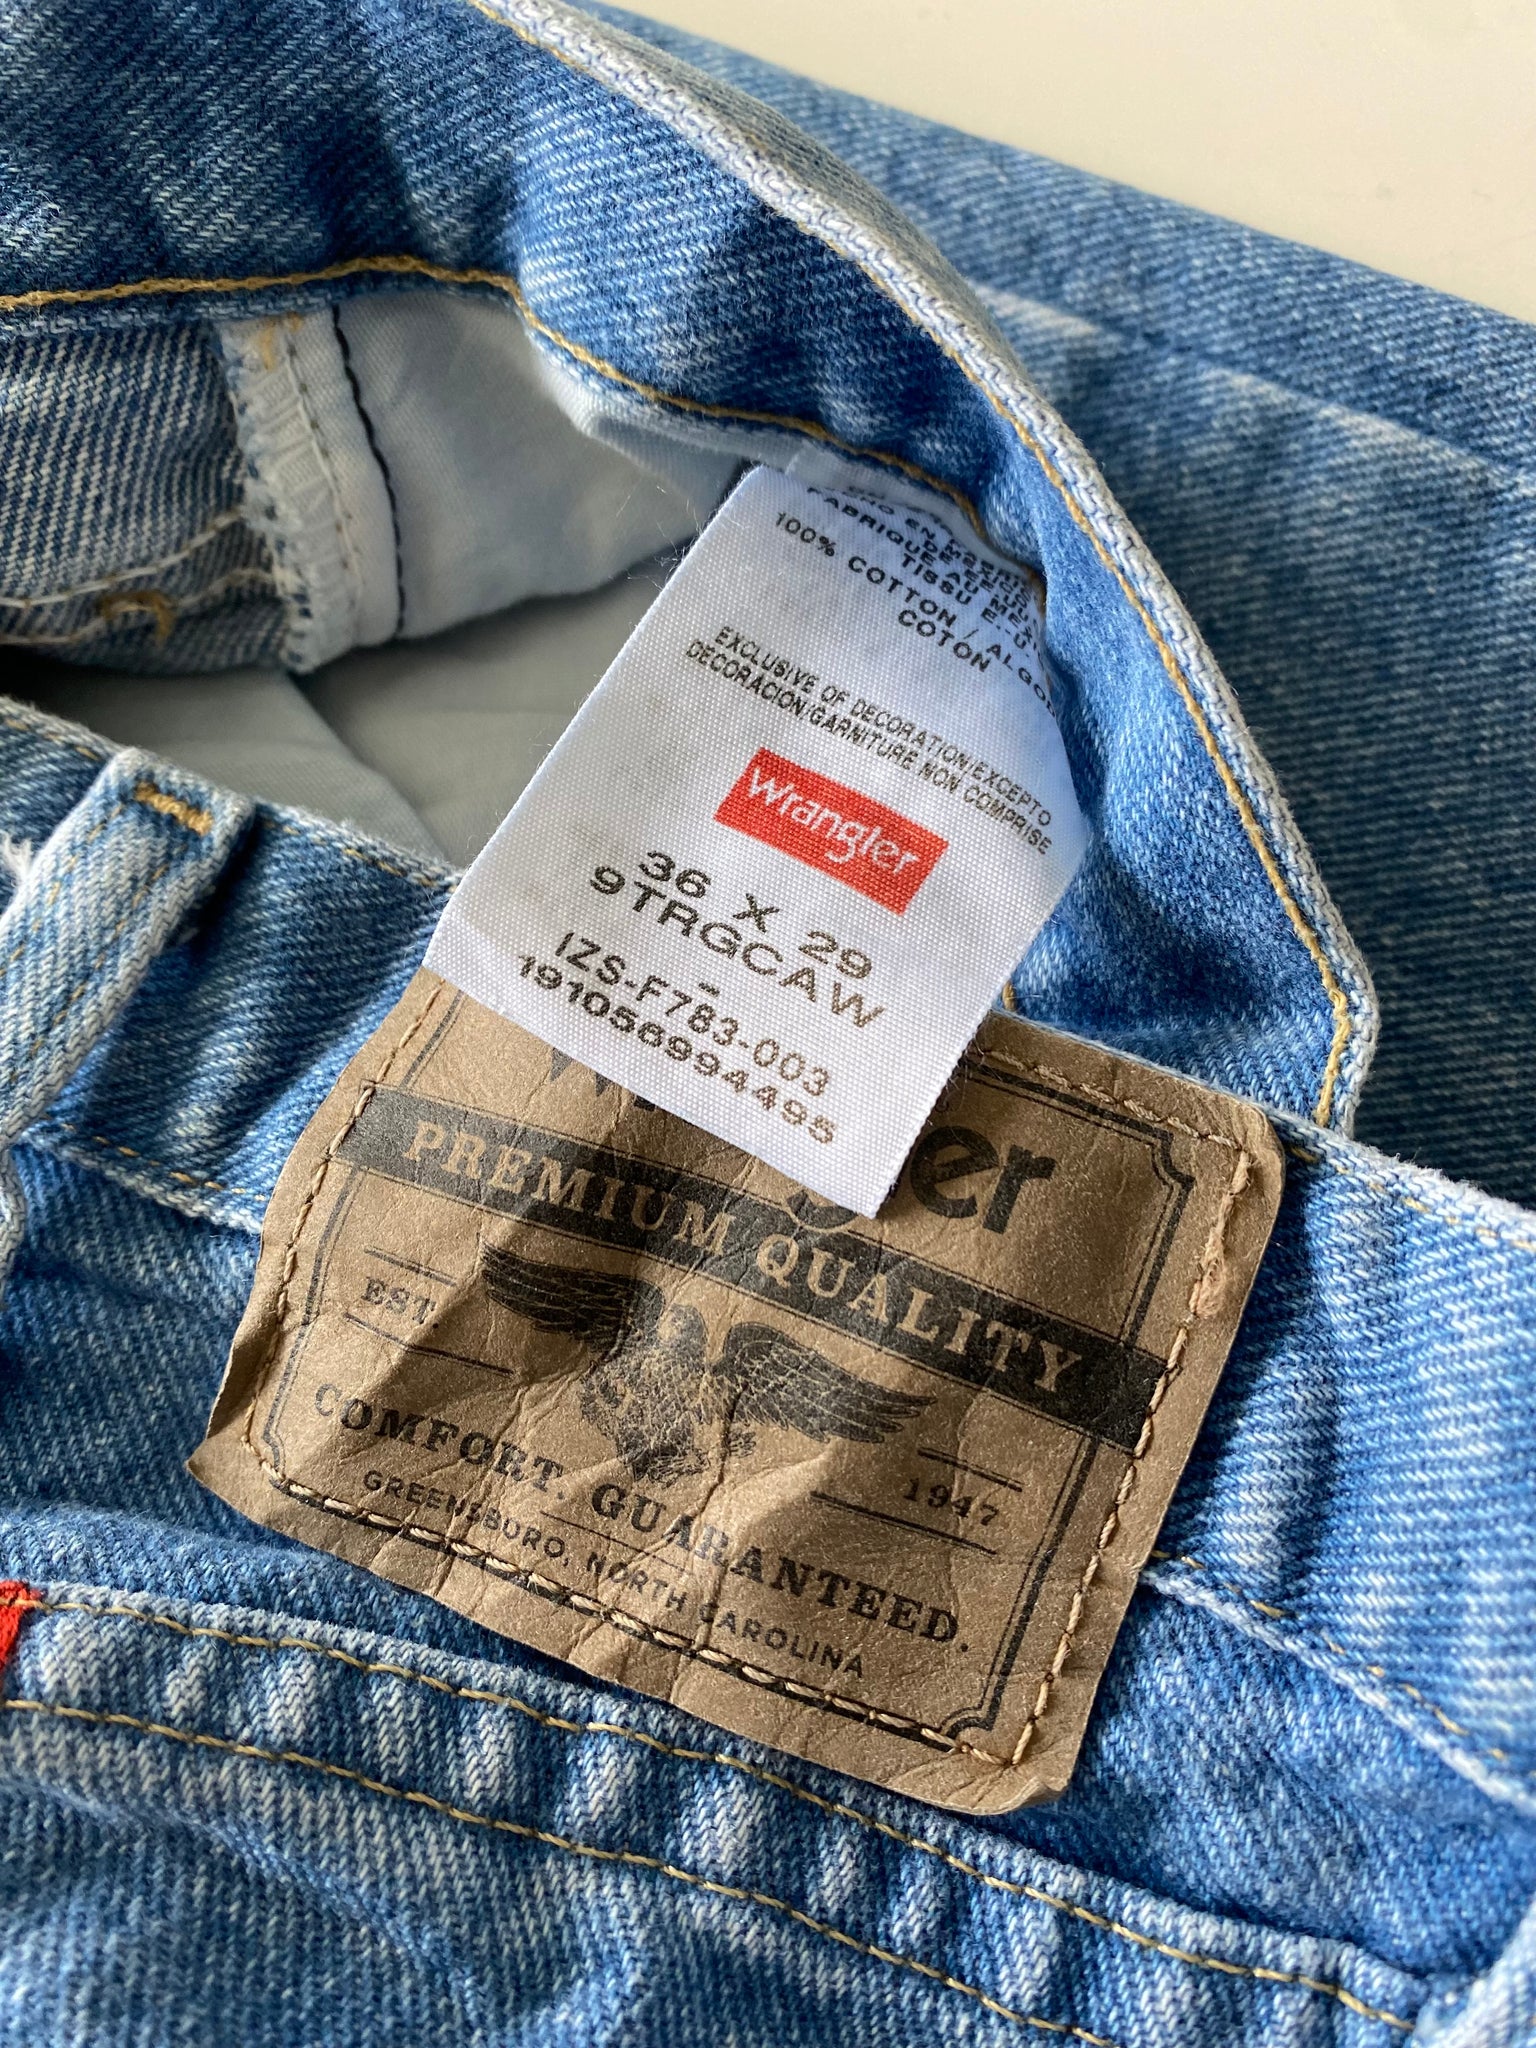 100% COTTON / ALGO
COTON
EXCLUSIVE OF DECORATION/EXCEPTO
DECORACION/GARNITURE NON COMPRISE
Wrangler
36 X 29
9TRGCAW
-
IZS-F783-003
191056994495
er
PREMIUM QUALITY
EST. 1947
COMFORT. GUARANTEED.
GREENSBORO, NORTH CAROLINA